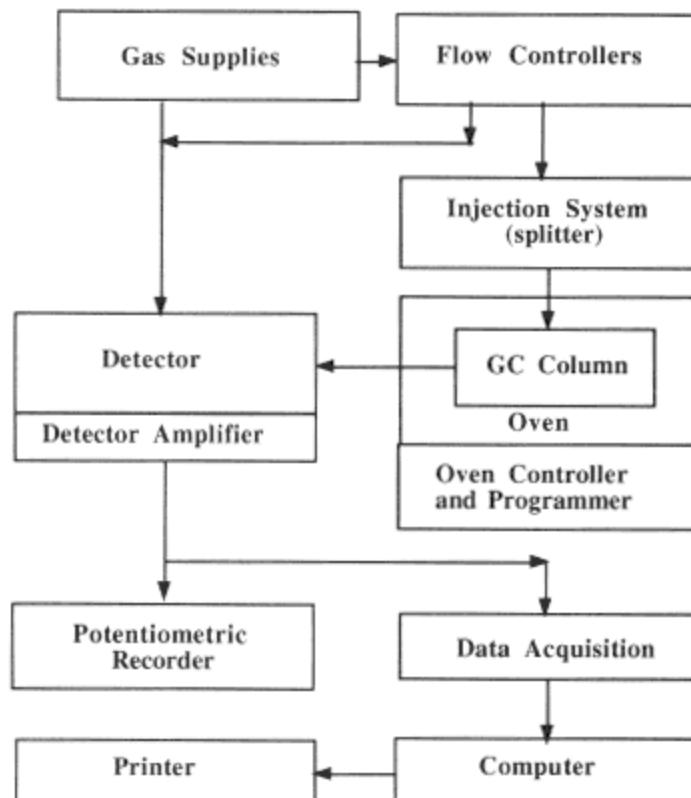 Gas Supplies
Flow Controllers
Injection System
(splitter)
Detector
GC Column
Oven
Detector Amplifier
Oven Controller
and Programmer
Potentiometric
Recorder
Data Acquisition
Printer
Computer